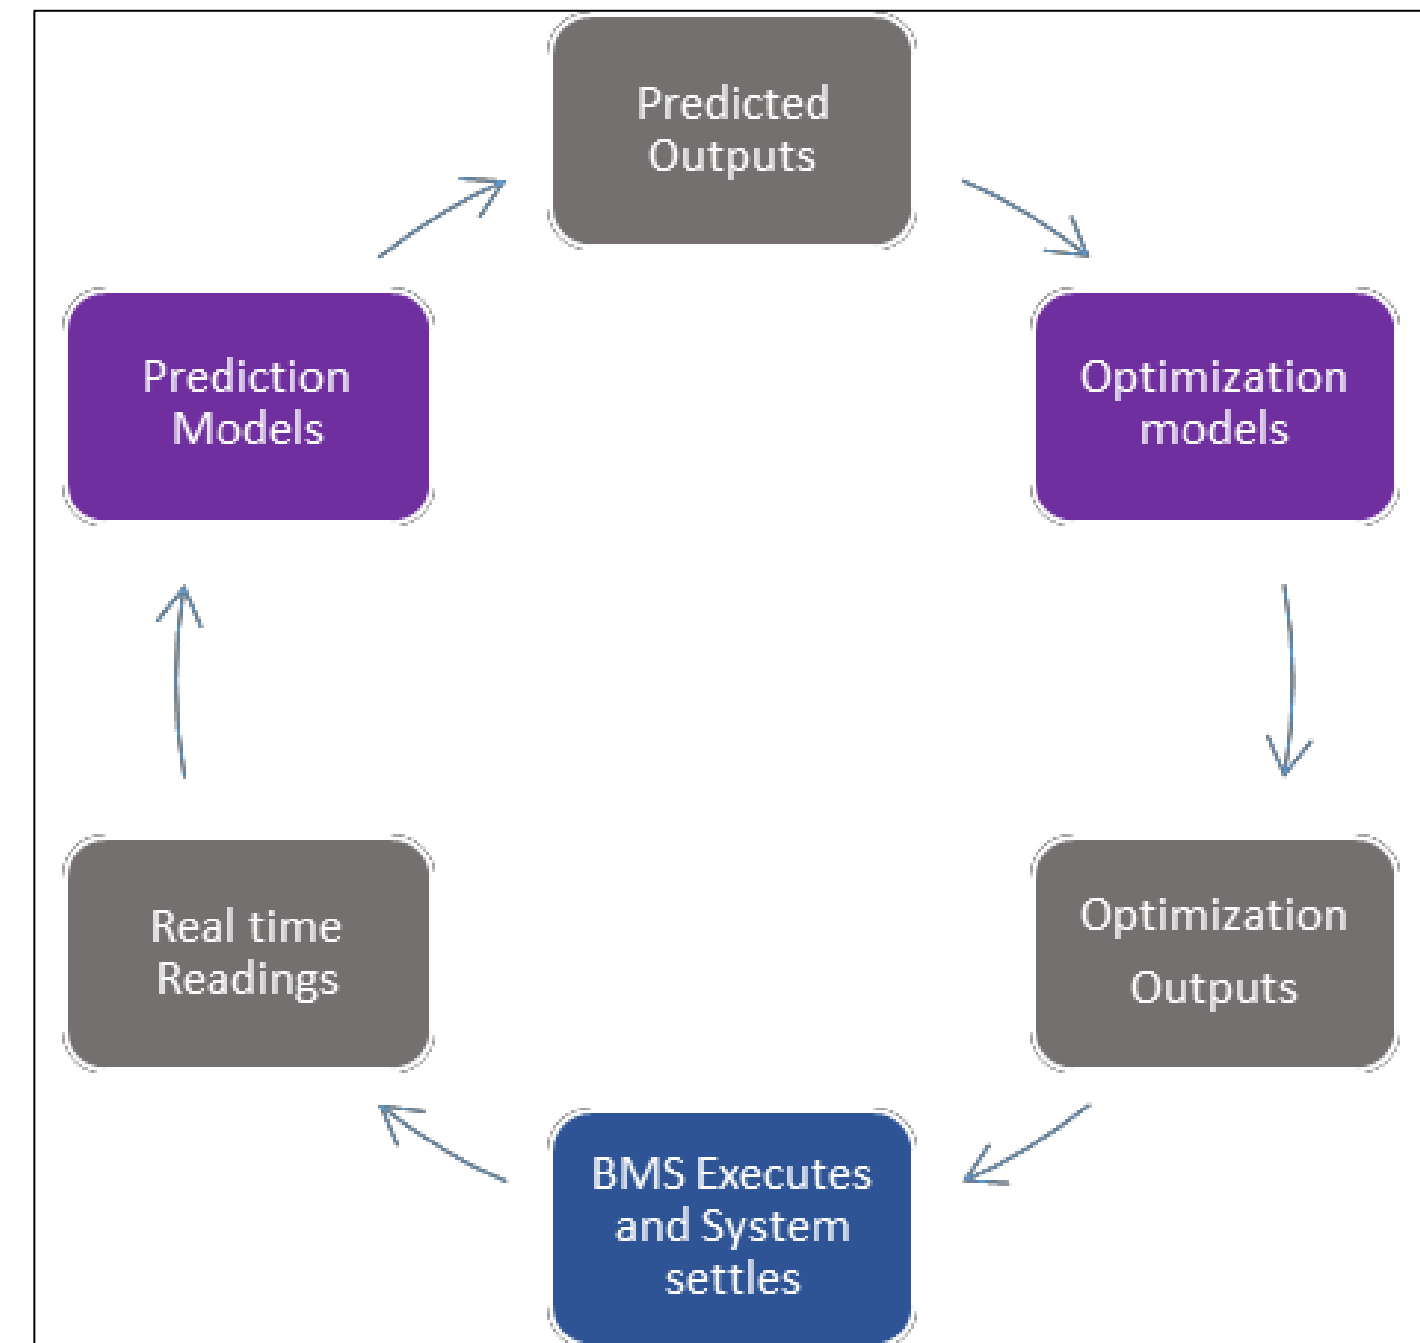 Predicted
Outputs
Prediction
Models
Optimization
models
Real time
Readings
Optimization
Outputs
BMS Executes
and System
settles